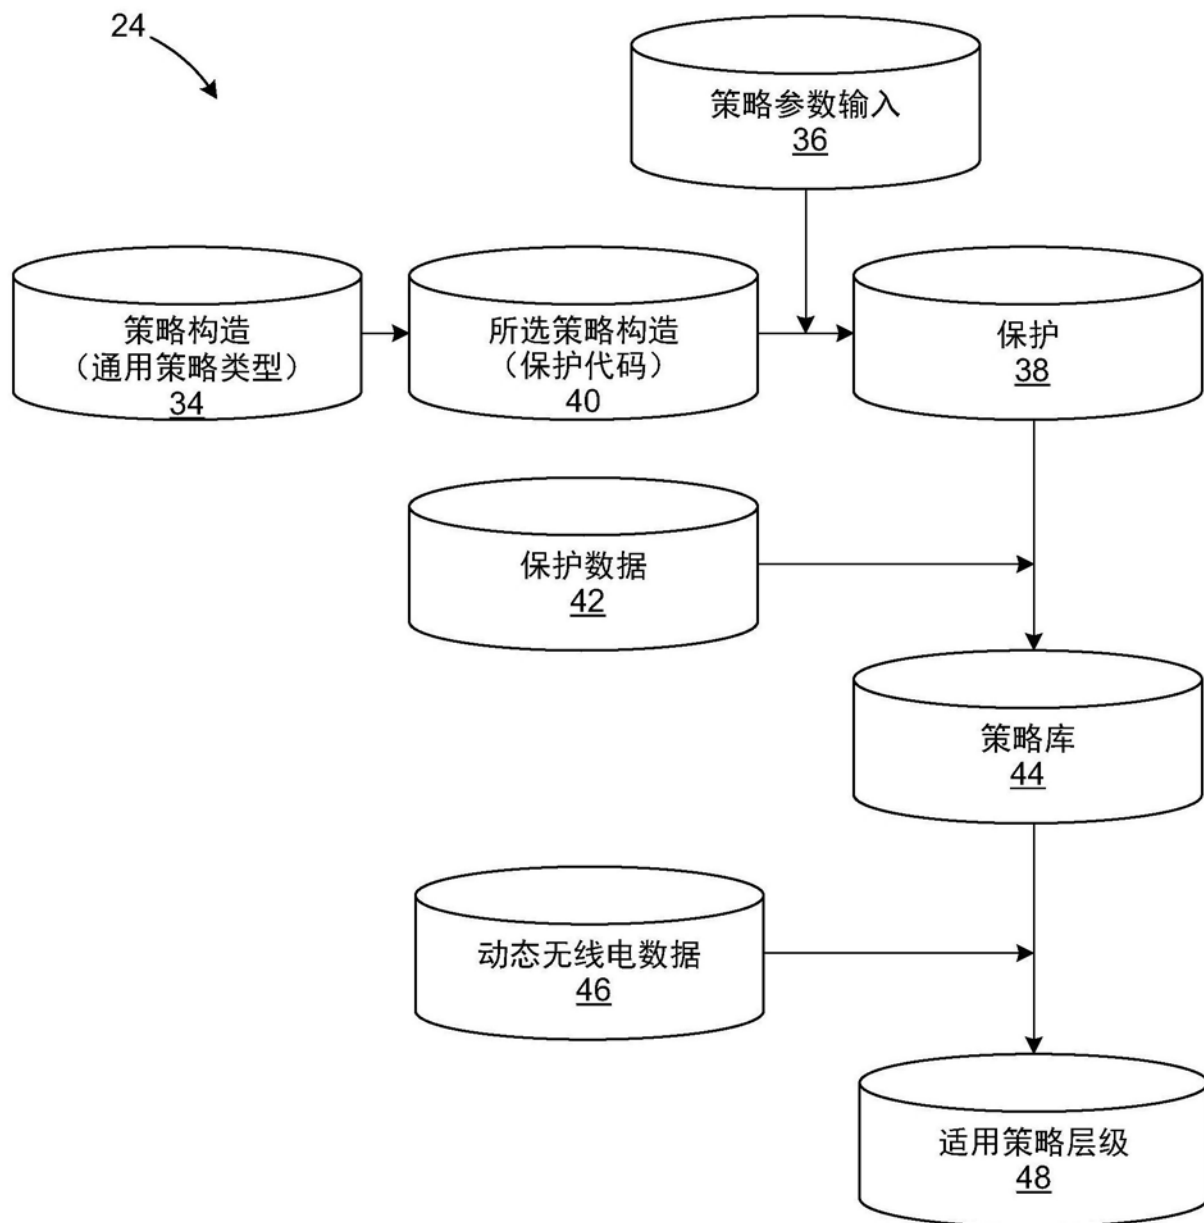 24
策略参数输入
36
策略构造
（通用策略类型）
34
所选策略构造
（保护代码）
40
保护
38
保护数据
42
策略库
44
动态无线电数据
46
适用策略层级
48